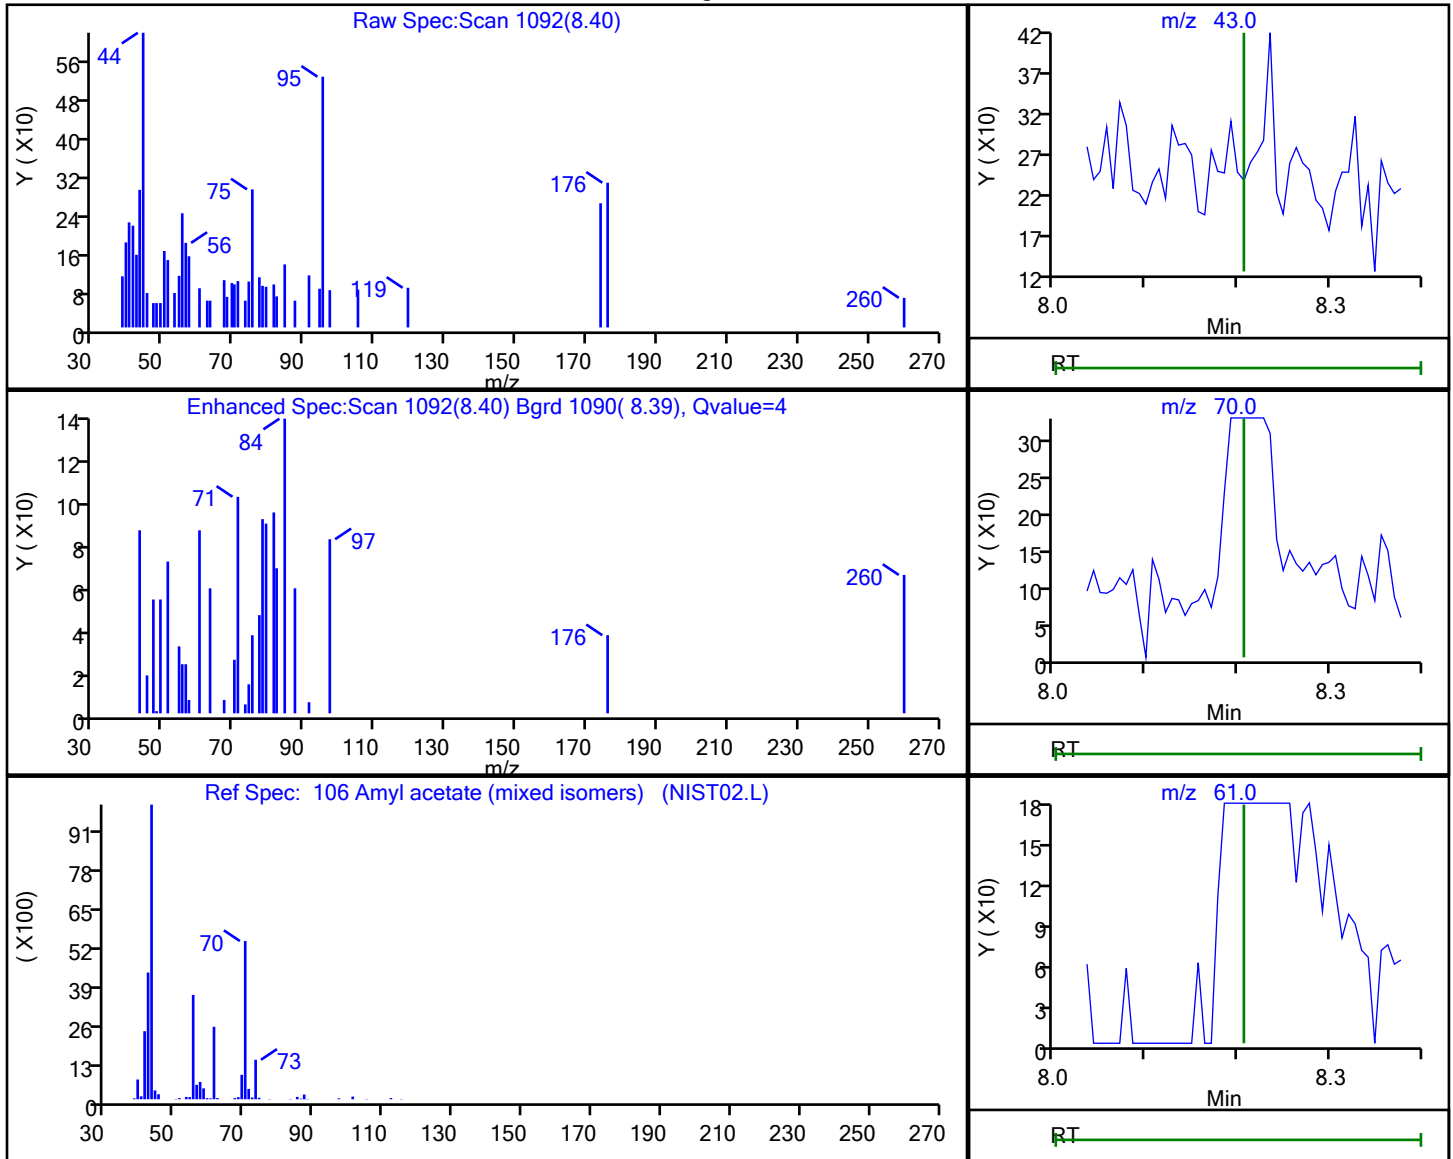 Raw Spec:Scan 1092(8.40)
Y ( X10)
56
48
40
32
24
16
8
0
44
95
75
56
119
176
260
30 50 70 90 110 130 150 170 190 210 230 250 270
m/z
m/z 43.0
Y ( X10)
42
37
32
27
22
17
12
8.0 8.3
Min
RT
Enhanced Spec:Scan 1092(8.40) Bgrd 1090( 8.39), Qvalue=4
Y ( X10)
14
12
10
8
6
4
2
0
84
71
97
176
260
30 50 70 90 110 130 150 170 190 210 230 250 270
m/z
m/z 70.0
Y ( X10)
30
25
20
15
10
5
0
8.0 8.3
Min
RT
Ref Spec: 106 Amyl acetate (mixed isomers) (NIST02.L)
( X100)
91
78
65
52
39
26
13
0
70
73
30 50 70 90 110 130 150 170 190 210 230 250 270
m/z 61.0
Y ( X10)
18
15
12
9
6
3
0
8.0 8.3
Min
RT